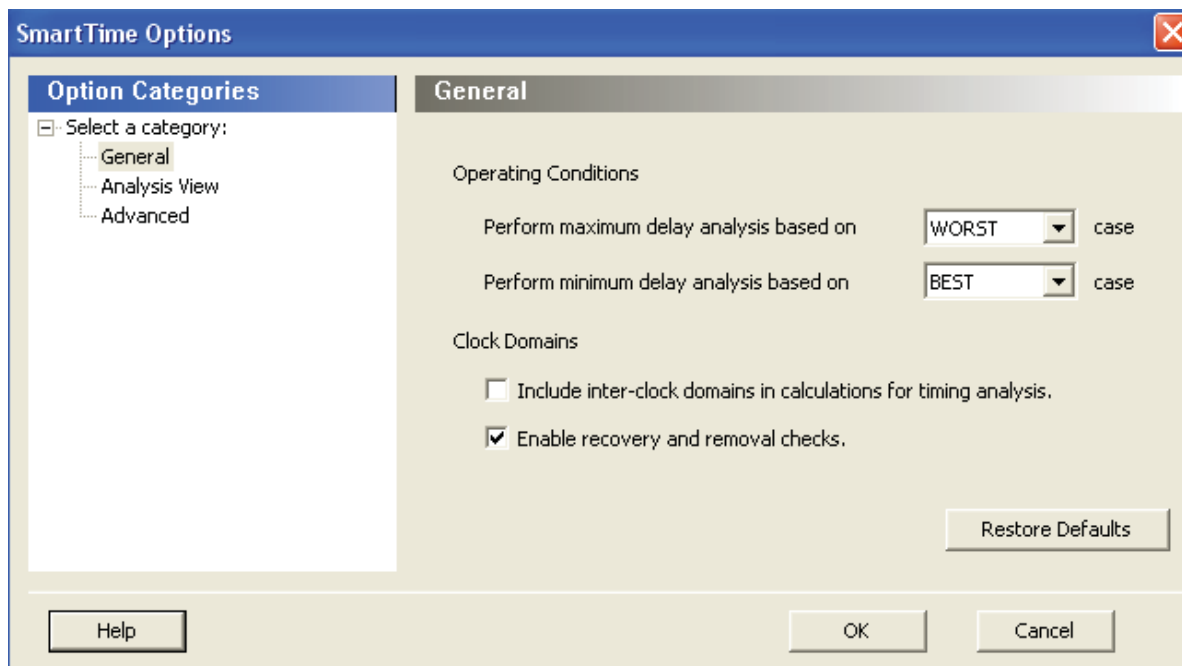 SmartTime Options
Option Categories
Select a category:
General
Analysis View
Advanced
General
Operating Conditions
Perform maximum delay analysis based on WORST case
Perform minimum delay analysis based on BEST case
Clock Domains
Include inter-clock domains in calculations for timing analysis.
Enable recovery and removal checks.
Restore Defaults
Help OK Cancel